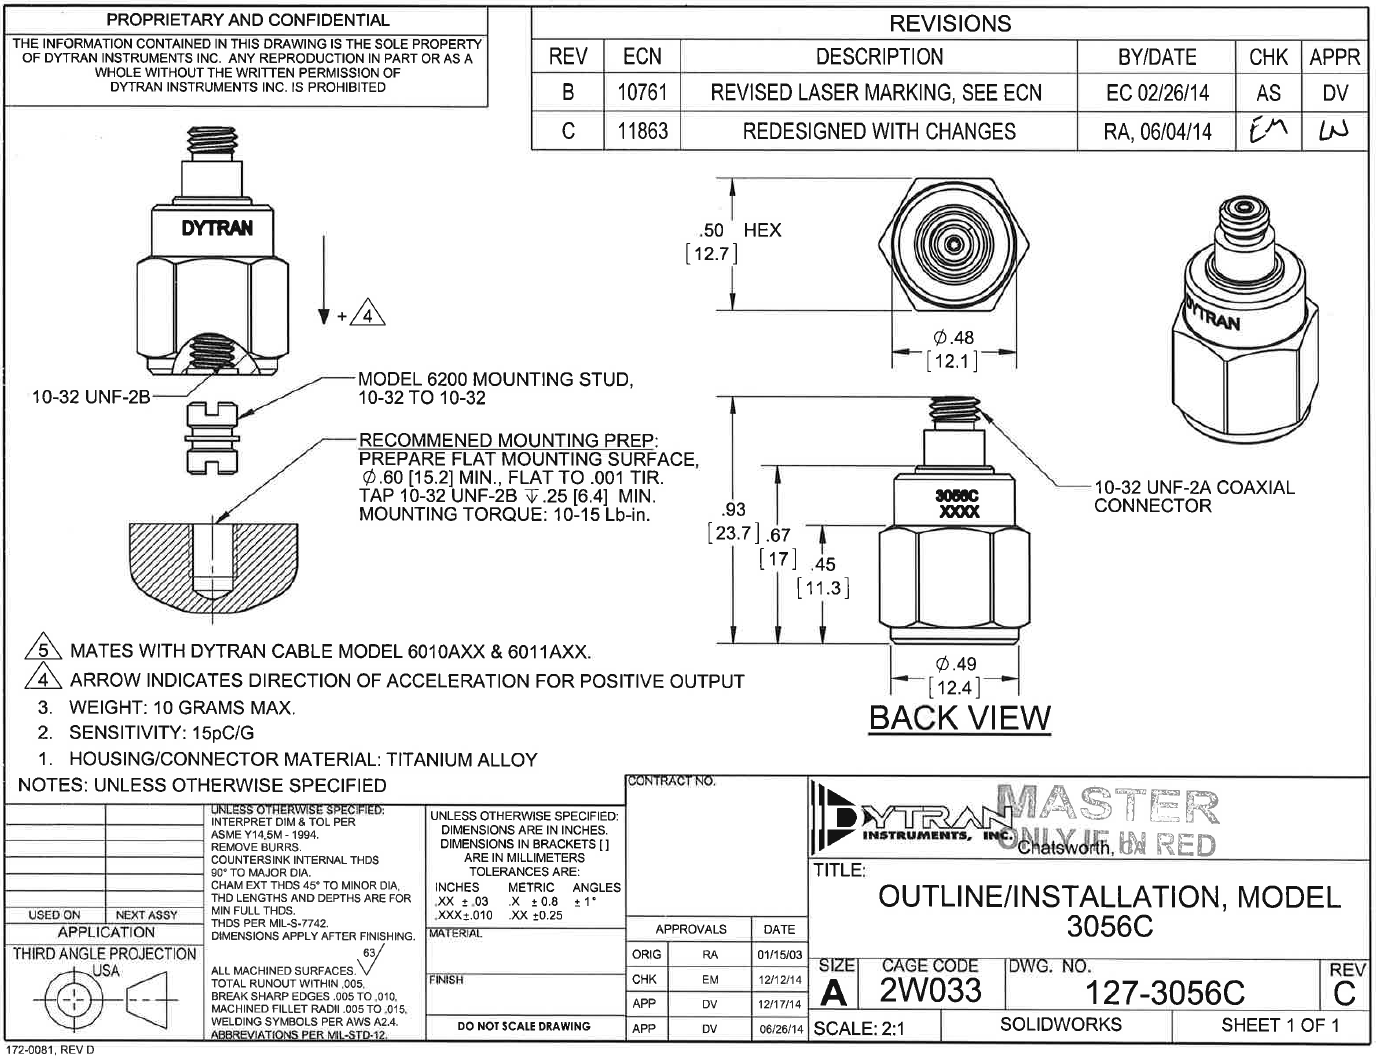 PROPRIETARY AND CONFIDENTIAL
THE INFORMATION CONTAINED IN THIS DRAWING IS THE SOLE PROPERTY
OF DYTRAN INSTRUMENTS INC. ANY REPRODUCTION IN PART OR AS A
WHOLE WITHOUT THE WRITTEN PERMISSION OF
DYTRAN INSTRUMENTS INC. IS PROHIBITED
REVISIONS
REV ECN DESCRIPTION BY/DATE CHK APPR
B 10761 REVISED LASER MARKING, SEE ECN EC 02/26/14 AS DV
C 11863 REDESIGNED WITH CHANGES RA, 06/04/14 EM
DYTRAN
+ 4
10-32 UNF-2B
MODEL 6200 MOUNTING STUD,
10-32 TO 10-32
RECOMMENED MOUNTING PREP:
PREPARE FLAT MOUNTING SURFACE,
∅.60 [15.2] MIN., FLAT TO .001 TIR.
TAP 10-32 UNF-2B ↧ .25 [6.4] MIN.
MOUNTING TORQUE: 10-15 Lb-in.
.50 HEX
[12.7]
∅.48
[12.1]
DYTRAN
3056C
XXXX
10-32 UNF-2A COAXIAL
CONNECTOR
.93
[23.7]
.67
[17]
.45
[11.3]
∅.49
[12.4]
BACK VIEW
5 MATES WITH DYTRAN CABLE MODEL 6010AXX & 6011AXX.
4 ARROW INDICATES DIRECTION OF ACCELERATION FOR POSITIVE OUTPUT
3. WEIGHT: 10 GRAMS MAX.
2. SENSITIVITY: 15pC/G
1. HOUSING/CONNECTOR MATERIAL: TITANIUM ALLOY
NOTES: UNLESS OTHERWISE SPECIFIED
USED ON NEXT ASSY
APPLICATION
THIRD ANGLE PROJECTION
USA
UNLESS OTHERWISE SPECIFIED:
INTERPRET DIM & TOL PER
ASME Y14.5M - 1994.
REMOVE BURRS.
COUNTERSINK INTERNAL THDS
90° TO MAJOR DIA.
CHAM EXT THDS 45° TO MINOR DIA.
THD LENGTHS AND DEPTHS ARE FOR
MIN FULL THDS.
THDS PER MIL-S-7742.
DIMENSIONS APPLY AFTER FINISHING.
63
ALL MACHINED SURFACES.
TOTAL RUNOUT WITHIN .005.
BREAK SHARP EDGES .005 TO .010.
MACHINED FILLET RADII .005 TO .015.
WELDING SYMBOLS PER AWS A2.4.
ABBREVIATIONS PER MIL-STD-12.
UNLESS OTHERWISE SPECIFIED:
DIMENSIONS ARE IN INCHES.
DIMENSIONS IN BRACKETS [ ]
ARE IN MILLIMETERS
TOLERANCES ARE:
INCHES METRIC ANGLES
.XX ± .03 .X ± 0.8 ± 1°
.XXX±.010 .XX ±0.25
MATERIAL
FINISH
DO NOT SCALE DRAWING
CONTRACT NO.
APPROVALS DATE
ORIG RA 01/15/03
CHK EM 12/12/14
APP DV 12/17/14
APP DV 06/26/14
DYTRAN
INSTRUMENTS, INC.
Chatsworth, CA
MASTER
ONLY IF IN RED
TITLE:
OUTLINE/INSTALLATION, MODEL
3056C
SIZE CAGE CODE DWG. NO. REV
A 2W033 127-3056C C
SCALE: 2:1 SOLIDWORKS SHEET 1 OF 1
172-0081, REV D